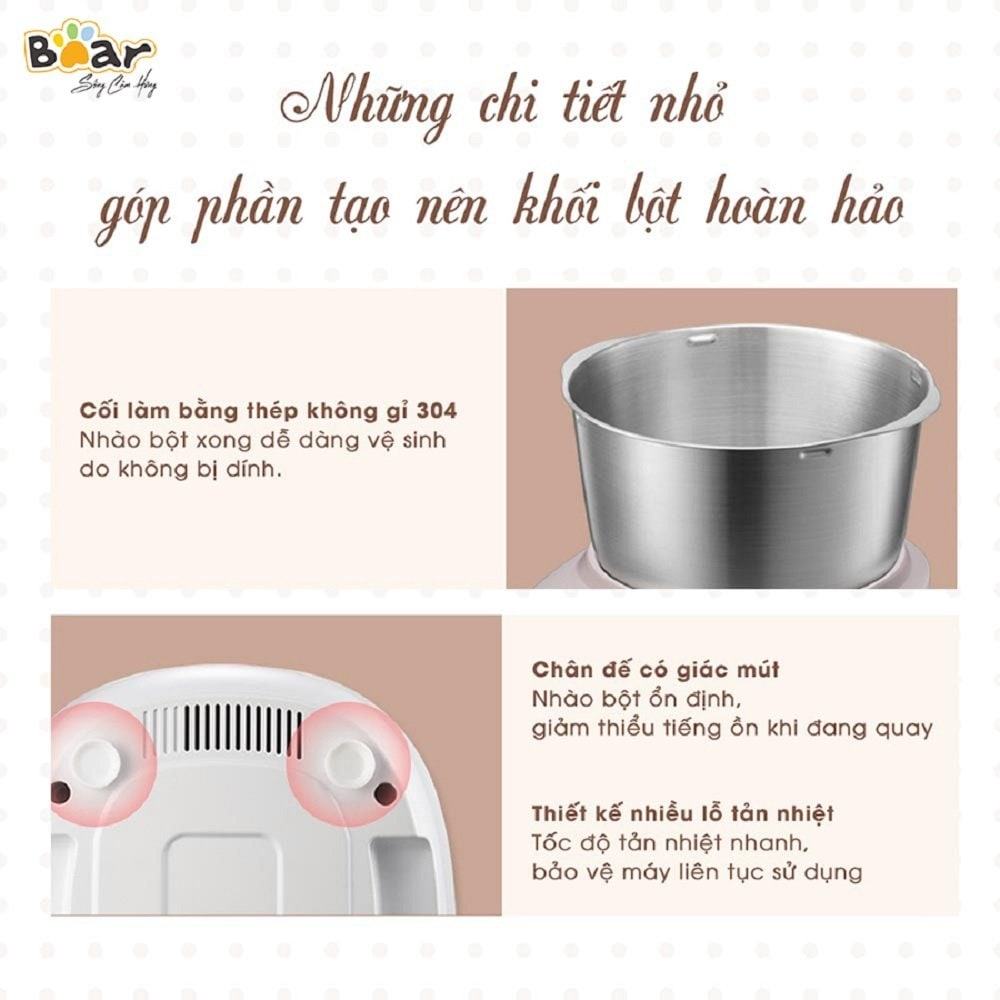 Bear
Sống Cảm Hứng
Những chi tiết nhỏ
góp phần tạo nên khối bột hoàn hảo
Cối làm bằng thép không gỉ 304
Nhào bột xong dễ dàng vệ sinh
do không bị dính.
Chân đế có giác mút
Nhào bột ổn định,
giảm thiểu tiếng ồn khi đang quay
Thiết kế nhiều lỗ tản nhiệt
Tốc độ tản nhiệt nhanh,
bảo vệ máy liên tục sử dụng